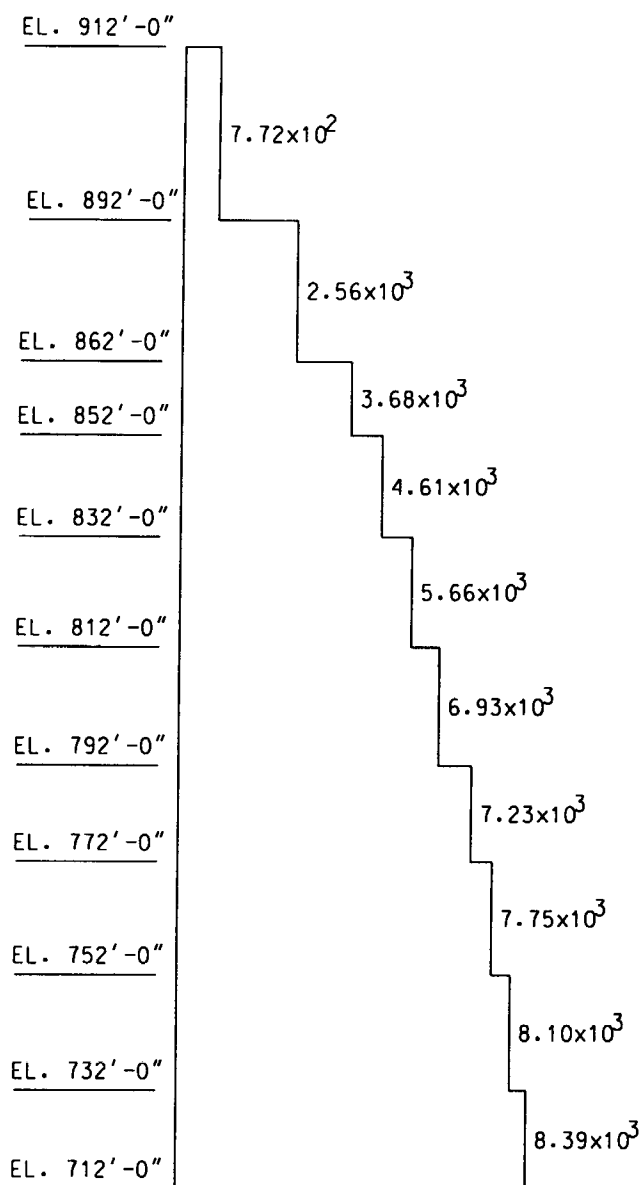 EL. 912'-0"
7.72x10²
EL. 892'-0"
2.56x10³
EL. 862'-0"
3.68x10³
EL. 852'-0"
4.61x10³
EL. 832'-0"
5.66x10³
EL. 812'-0"
6.93x10³
EL. 792'-0"
7.23x10³
EL. 772'-0"
7.75x10³
EL. 752'-0"
8.10x10³
EL. 732'-0"
8.39x10³
EL. 712'-0"